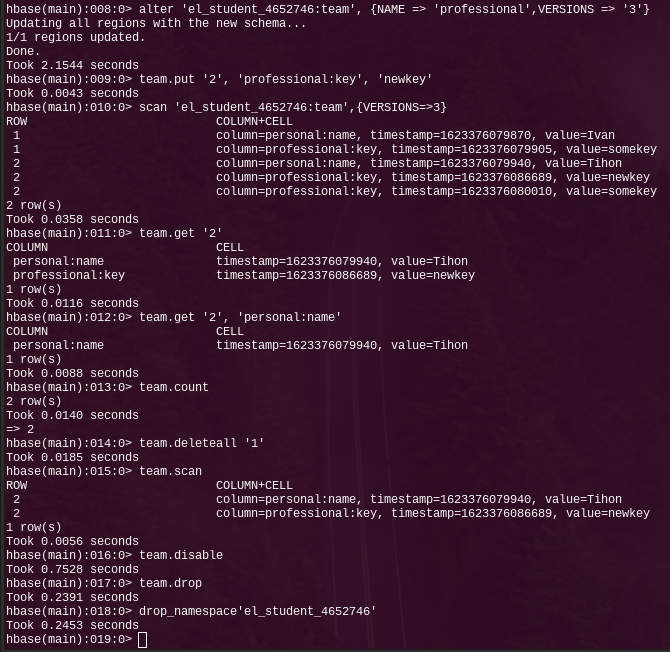 hbase(main):008:0> alter 'el_student_4652746:team', {NAME => 'professional',VERSIONS => '3'}
Updating all regions with the new schema...
1/1 regions updated.
Done.
Took 2.1544 seconds
hbase(main):009:0> team.put '2', 'professional:key', 'newkey'
Took 0.0043 seconds
hbase(main):010:0> scan 'el_student_4652746:team',{VERSIONS=>3}
ROW                           COLUMN+CELL
 1                            column=personal:name, timestamp=1623376079870, value=Ivan
 1                            column=professional:key, timestamp=1623376079905, value=somekey
 2                            column=personal:name, timestamp=1623376079940, value=Tihon
 2                            column=professional:key, timestamp=1623376086689, value=newkey
 2                            column=professional:key, timestamp=1623376080010, value=somekey
2 row(s)
Took 0.0358 seconds
hbase(main):011:0> team.get '2'
COLUMN                        CELL
 personal:name                timestamp=1623376079940, value=Tihon
 professional:key             timestamp=1623376086689, value=newkey
1 row(s)
Took 0.0116 seconds
hbase(main):012:0> team.get '2', 'personal:name'
COLUMN                        CELL
 personal:name                timestamp=1623376079940, value=Tihon
1 row(s)
Took 0.0088 seconds
hbase(main):013:0> team.count
2 row(s)
Took 0.0140 seconds
=> 2
hbase(main):014:0> team.deleteall '1'
Took 0.0185 seconds
hbase(main):015:0> team.scan
ROW                           COLUMN+CELL
 2                            column=personal:name, timestamp=1623376079940, value=Tihon
 2                            column=professional:key, timestamp=1623376086689, value=newkey
1 row(s)
Took 0.0056 seconds
hbase(main):016:0> team.disable
Took 0.7528 seconds
hbase(main):017:0> team.drop
Took 0.2391 seconds
hbase(main):018:0> drop_namespace'el_student_4652746'
Took 0.2453 seconds
hbase(main):019:0>